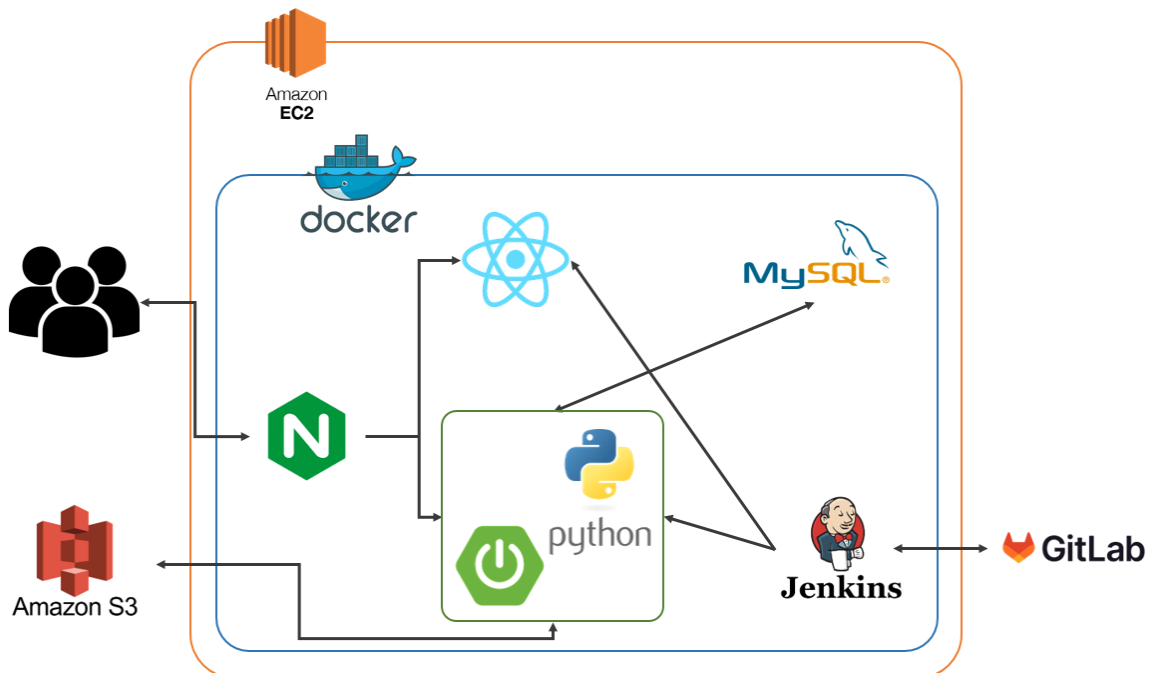 Amazon
EC2
docker
MySQL®
N
python
Jenkins
GitLab
Amazon S3